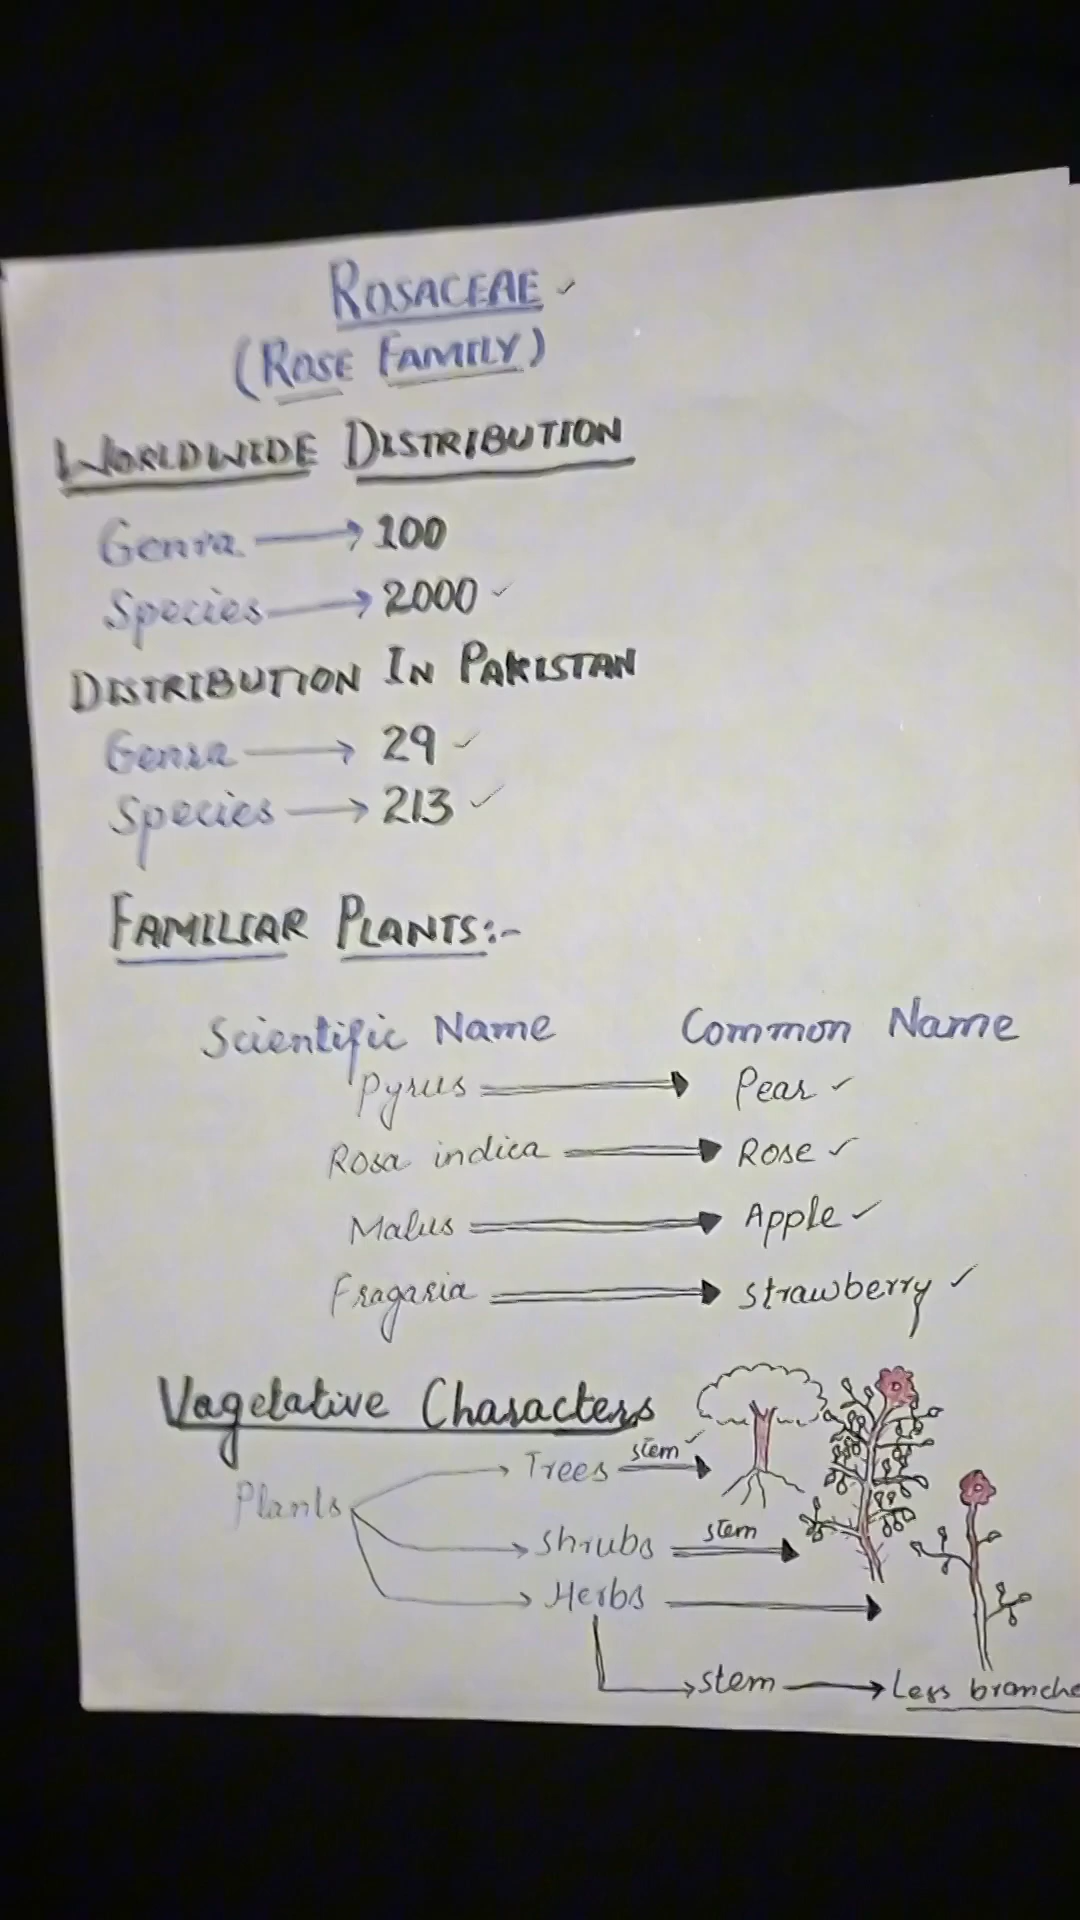 ROSACEAE
(ROSE FAMILY)
WORLDWIDE DISTRIBUTION
Genra → 100
Species → 2000
DISTRIBUTION IN PAKISTAN
Genra → 29
Species → 213
FAMILIAR PLANTS:-
Scientific Name Common Name
Pyrus → Pear
Rosa indica → Rose
Malus → Apple
Fragaria → strawberry
Vagetative Characters
Plants → Trees stem →
→ shrubs stem →
→ Herbs →
→ stem → Less branche